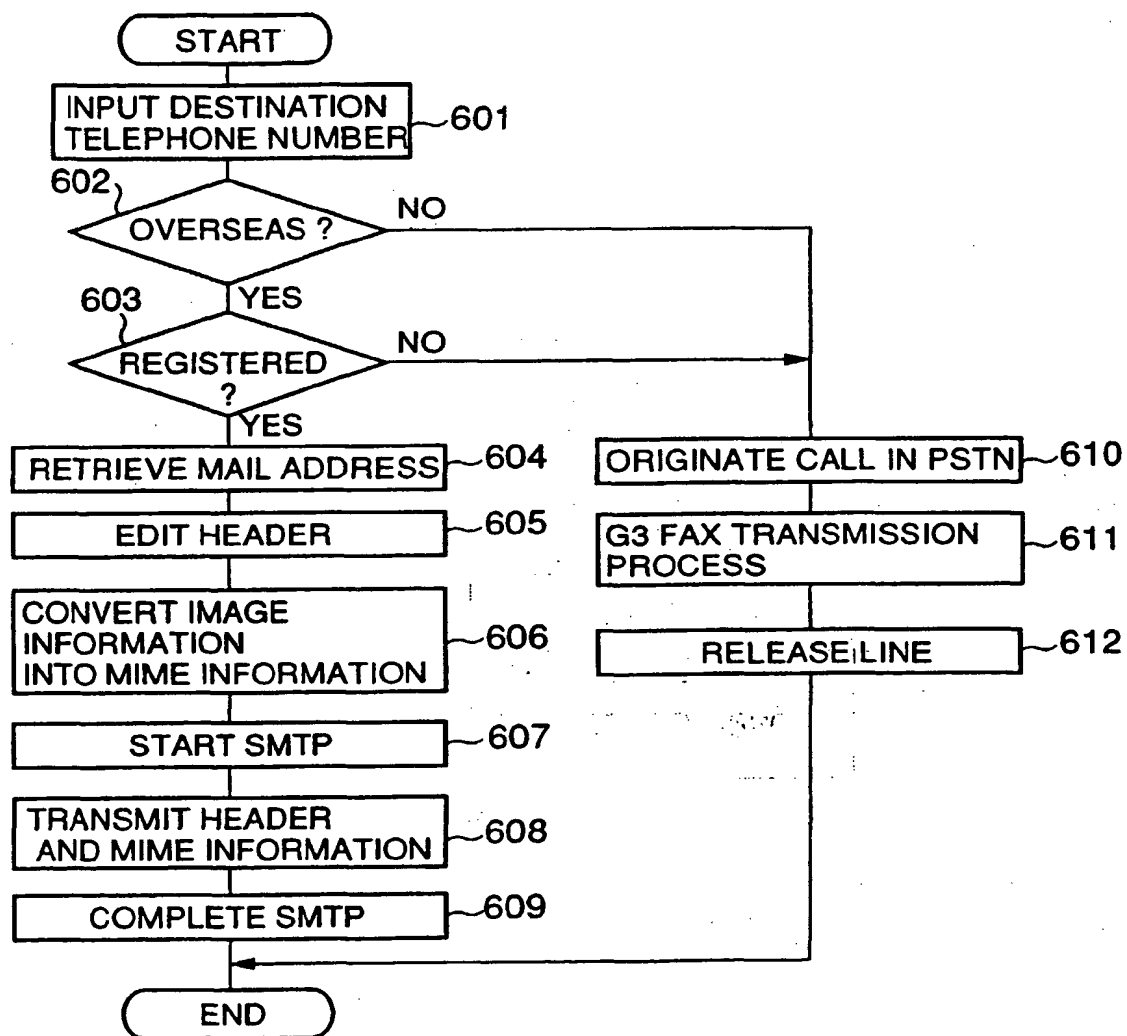 START
INPUT DESTINATION
TELEPHONE NUMBER
601
602
OVERSEAS ?
NO
YES
603
REGISTERED
?
NO
YES
RETRIEVE MAIL ADDRESS
604
EDIT HEADER
605
CONVERT IMAGE
INFORMATION
INTO MIME INFORMATION
606
START SMTP
607
TRANSMIT HEADER
AND MIME INFORMATION
608
COMPLETE SMTP
609
ORIGINATE CALL IN PSTN
610
G3 FAX TRANSMISSION
PROCESS
611
RELEASE LINE
612
END